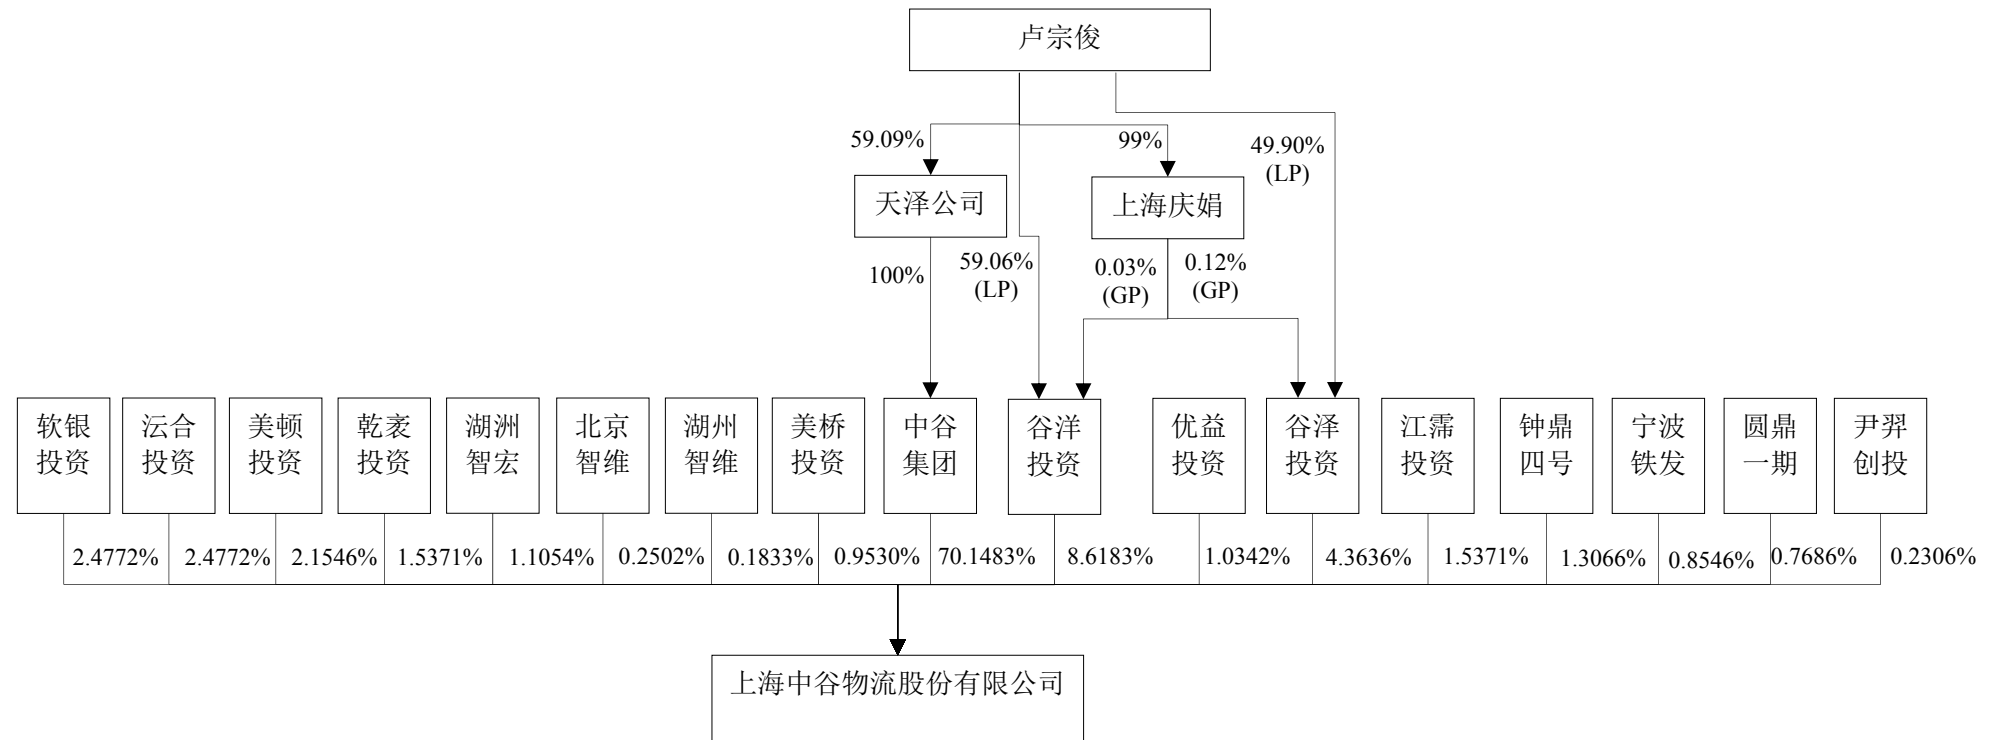 卢宗俊
59.09%
99%
49.90%
(LP)
天泽公司
上海庆娟
100%
59.06%
(LP)
0.03%
(GP)
0.12%
(GP)
软银
投资
沄合
投资
美顿
投资
乾袤
投资
湖洲
智宏
北京
智维
湖州
智维
美桥
投资
中谷
集团
谷洋
投资
优益
投资
谷泽
投资
江霈
投资
钟鼎
四号
宁波
铁发
圆鼎
一期
尹羿
创投
2.4772%
2.4772%
2.1546%
1.5371%
1.1054%
0.2502%
0.1833%
0.9530%
70.1483%
8.6183%
1.0342%
4.3636%
1.5371%
1.3066%
0.8546%
0.7686%
0.2306%
上海中谷物流股份有限公司